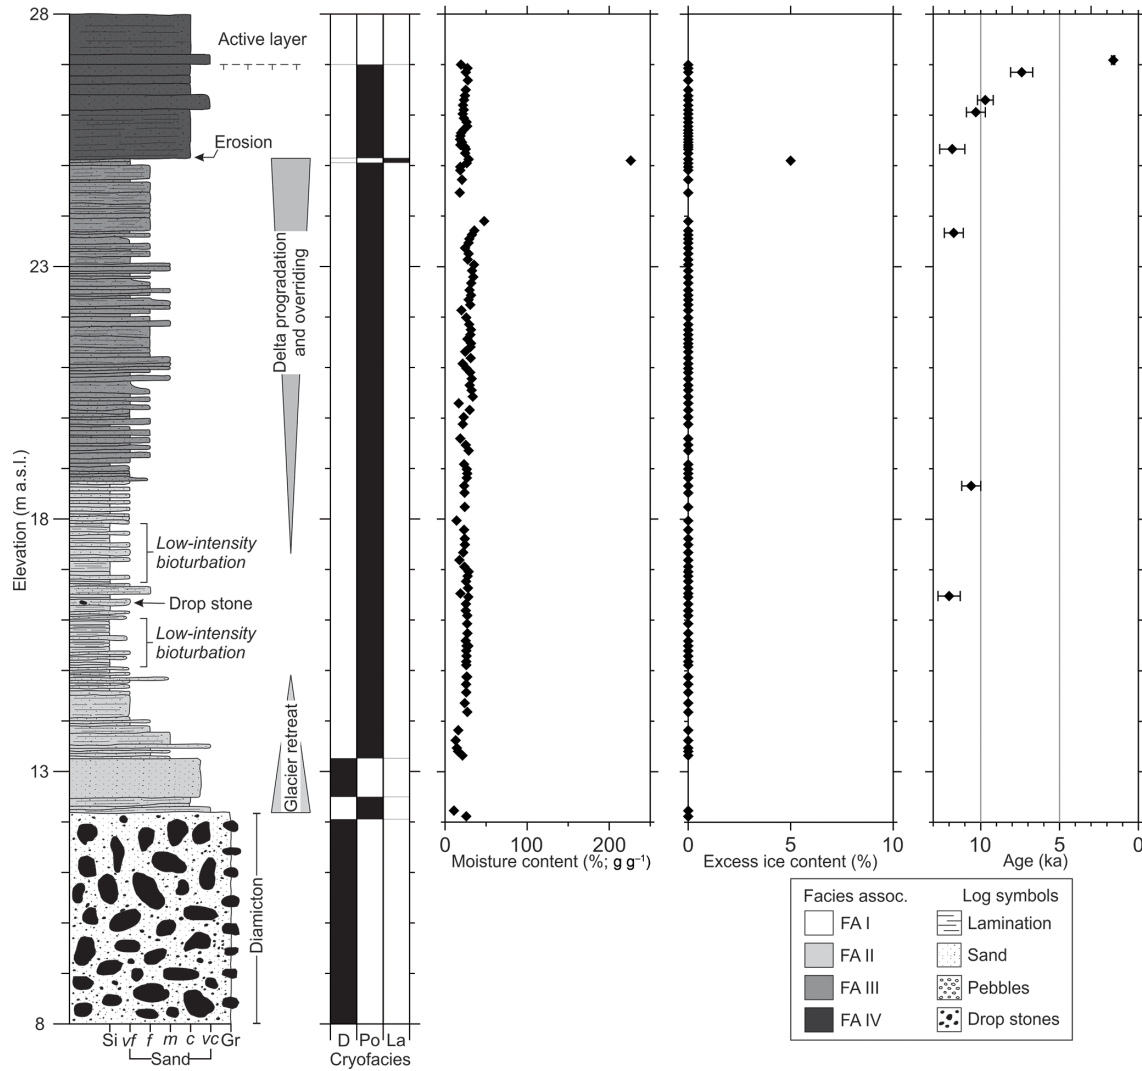 28
23
18
13
8
Elevation (m a.s.l.)
Active layer
Erosion
Delta progradation
and overriding
Low-intensity
bioturbation
Drop stone
Low-intensity
bioturbation
Glacier retreat
Diamicton
Si vf f m c vc Gr
Sand
D Po La
Cryofacies
0 100 200
Moisture content (%; g g⁻¹)
0 5 10
Excess ice content (%)
10 5 0
Age (ka)
Facies assoc.
FA I
FA II
FA III
FA IV
Log symbols
Lamination
Sand
Pebbles
Drop stones